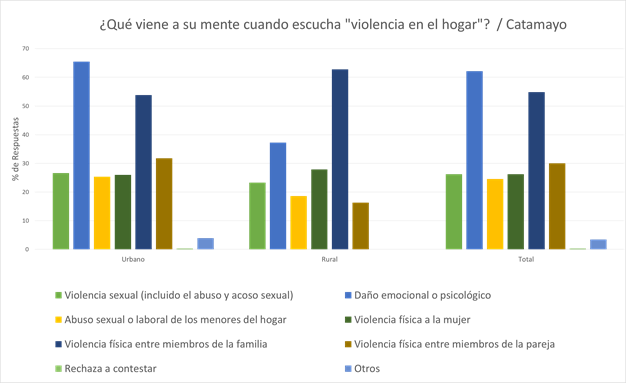 ¿Qué viene a su mente cuando escucha "violencia en el hogar"? / Catamayo
% de Respuestas
70
60
50
40
30
20
10
0
Urbano Rural Total
Violencia sexual (incluido el abuso y acoso sexual) Daño emocional o psicológico
Abuso sexual o laboral de los menores del hogar Violencia física a la mujer
Violencia física entre miembros de la familia Violencia física entre miembros de la pareja
Rechaza a contestar Otros